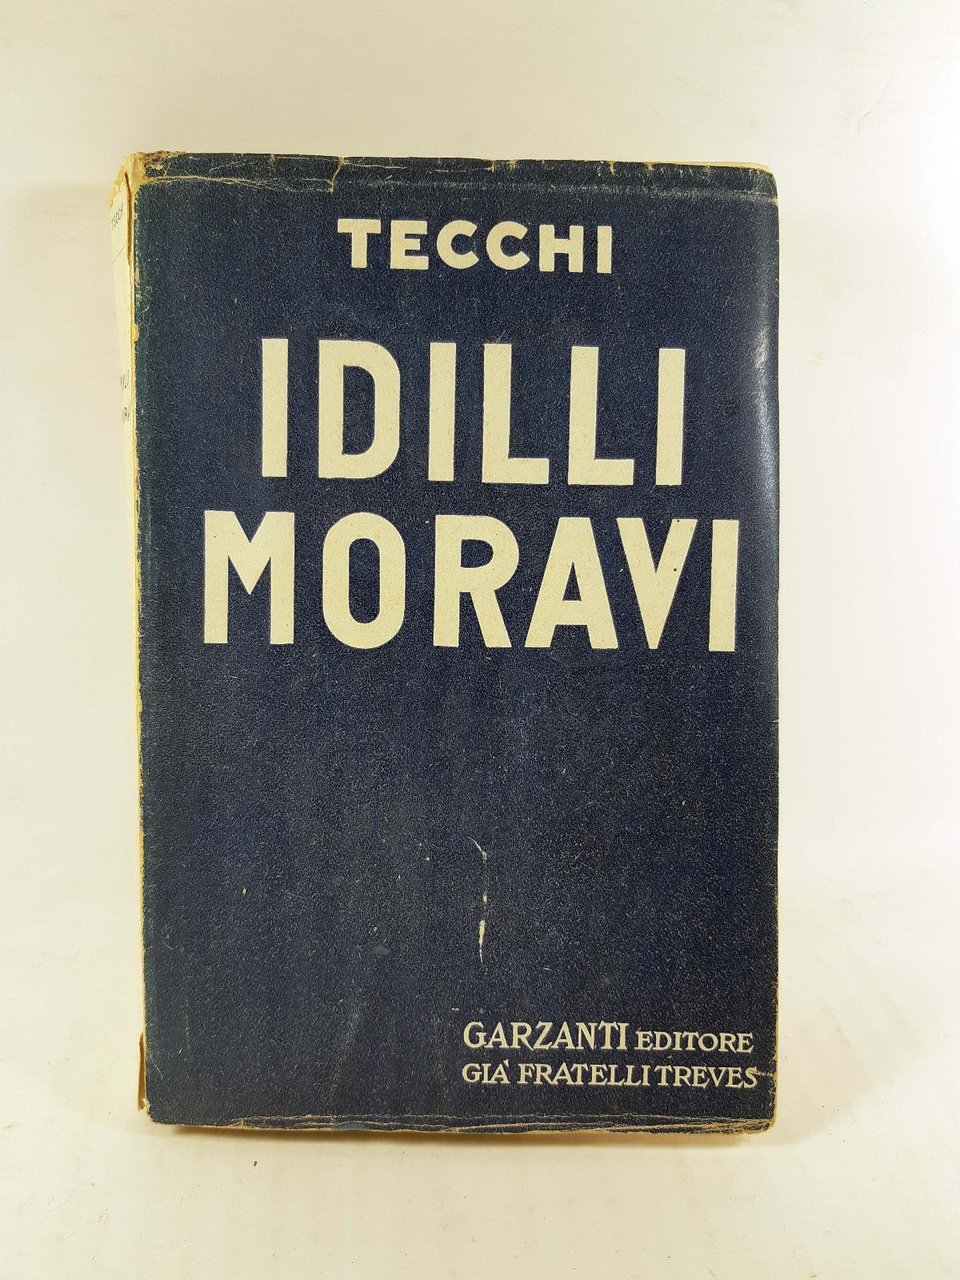 TECCHI
IDILLI
MORAVI
GARZANTI EDITORE
GIÀ FRATELLI TREVES